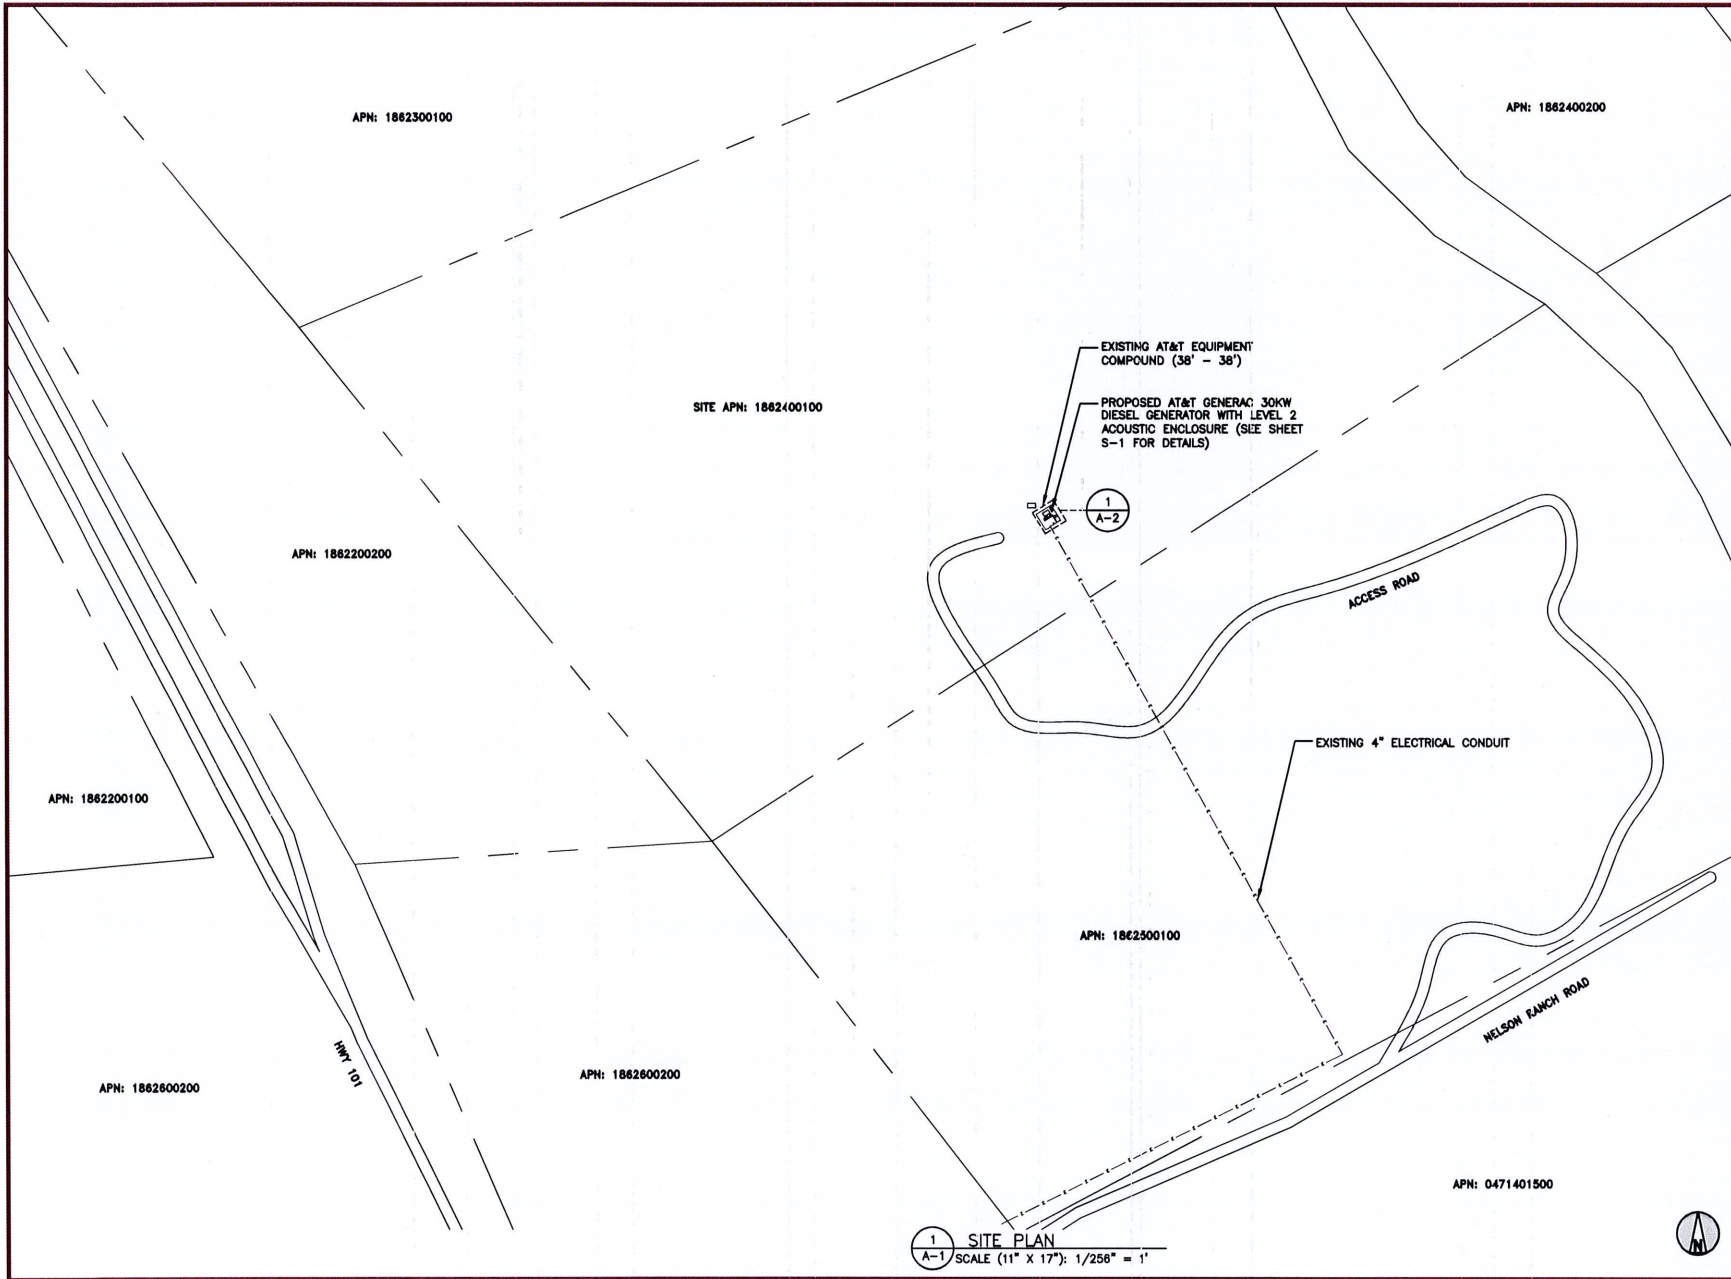 APN: 1862300100
APN: 1862400200
EXISTING AT&T EQUIPMENT
COMPOUND (38' - 38')
SITE APN: 1862400100
PROPOSED AT&T GENERAC 30KW
DIESEL GENERATOR WITH LEVEL 2
ACOUSTIC ENCLOSURE (SEE SHEET
S-1 FOR DETAILS)
1
A-2
APN: 1862200200
ACCESS ROAD
EXISTING 4" ELECTRICAL CONDUIT
APN: 1862200100
APN: 1862500100
NELSON RANCH ROAD
HWY 101
APN: 1862600200
APN: 1862600200
APN: 0471401500
1
A-1
SITE PLAN
SCALE (11" X 17"): 1/256" = 1'
N